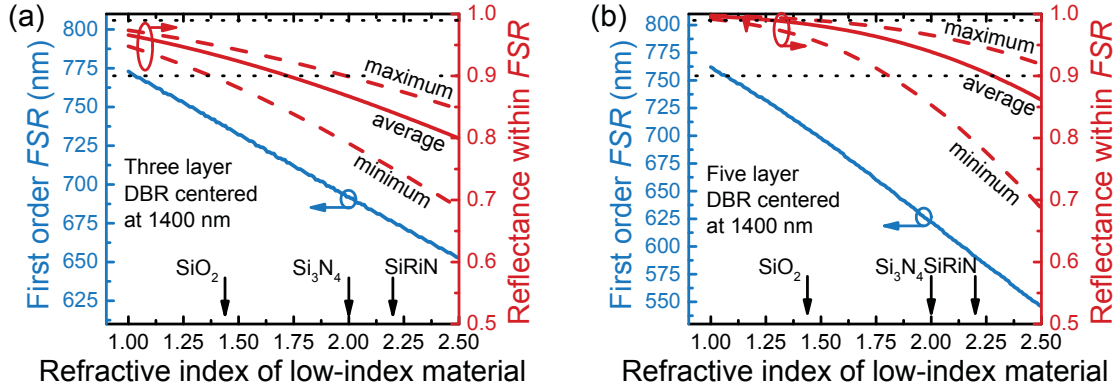 (a)
First order FSR (nm)
800
775
750
725
700
675
650
625
maximum
average
minimum
Three layer
DBR centered
at 1400 nm
SiO2
Si3N4
SiRiN
1.0
0.9
0.8
0.7
0.6
0.5
Reflectance within FSR
1.00 1.25 1.50 1.75 2.00 2.25 2.50
Refractive index of low-index material
(b)
First order FSR (nm)
800
775
750
725
700
675
650
625
600
575
550
maximum
average
minimum
Five layer
DBR centered
at 1400 nm
SiO2
Si3N4
SiRiN
1.0
0.9
0.8
0.7
0.6
0.5
Reflectance within FSR
1.00 1.25 1.50 1.75 2.00 2.25 2.50
Refractive index of low-index material